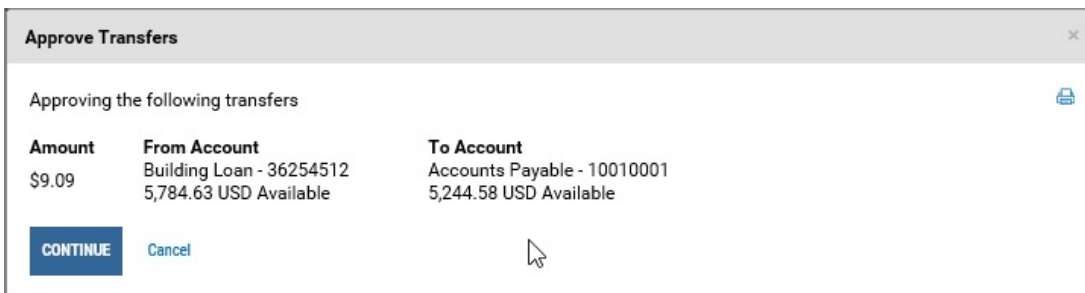 Approve Transfers
Approving the following transfers
Amount From Account To Account
$9.09 Building Loan - 36254512 Accounts Payable - 10010001
5,784.63 USD Available 5,244.58 USD Available
CONTINUE Cancel